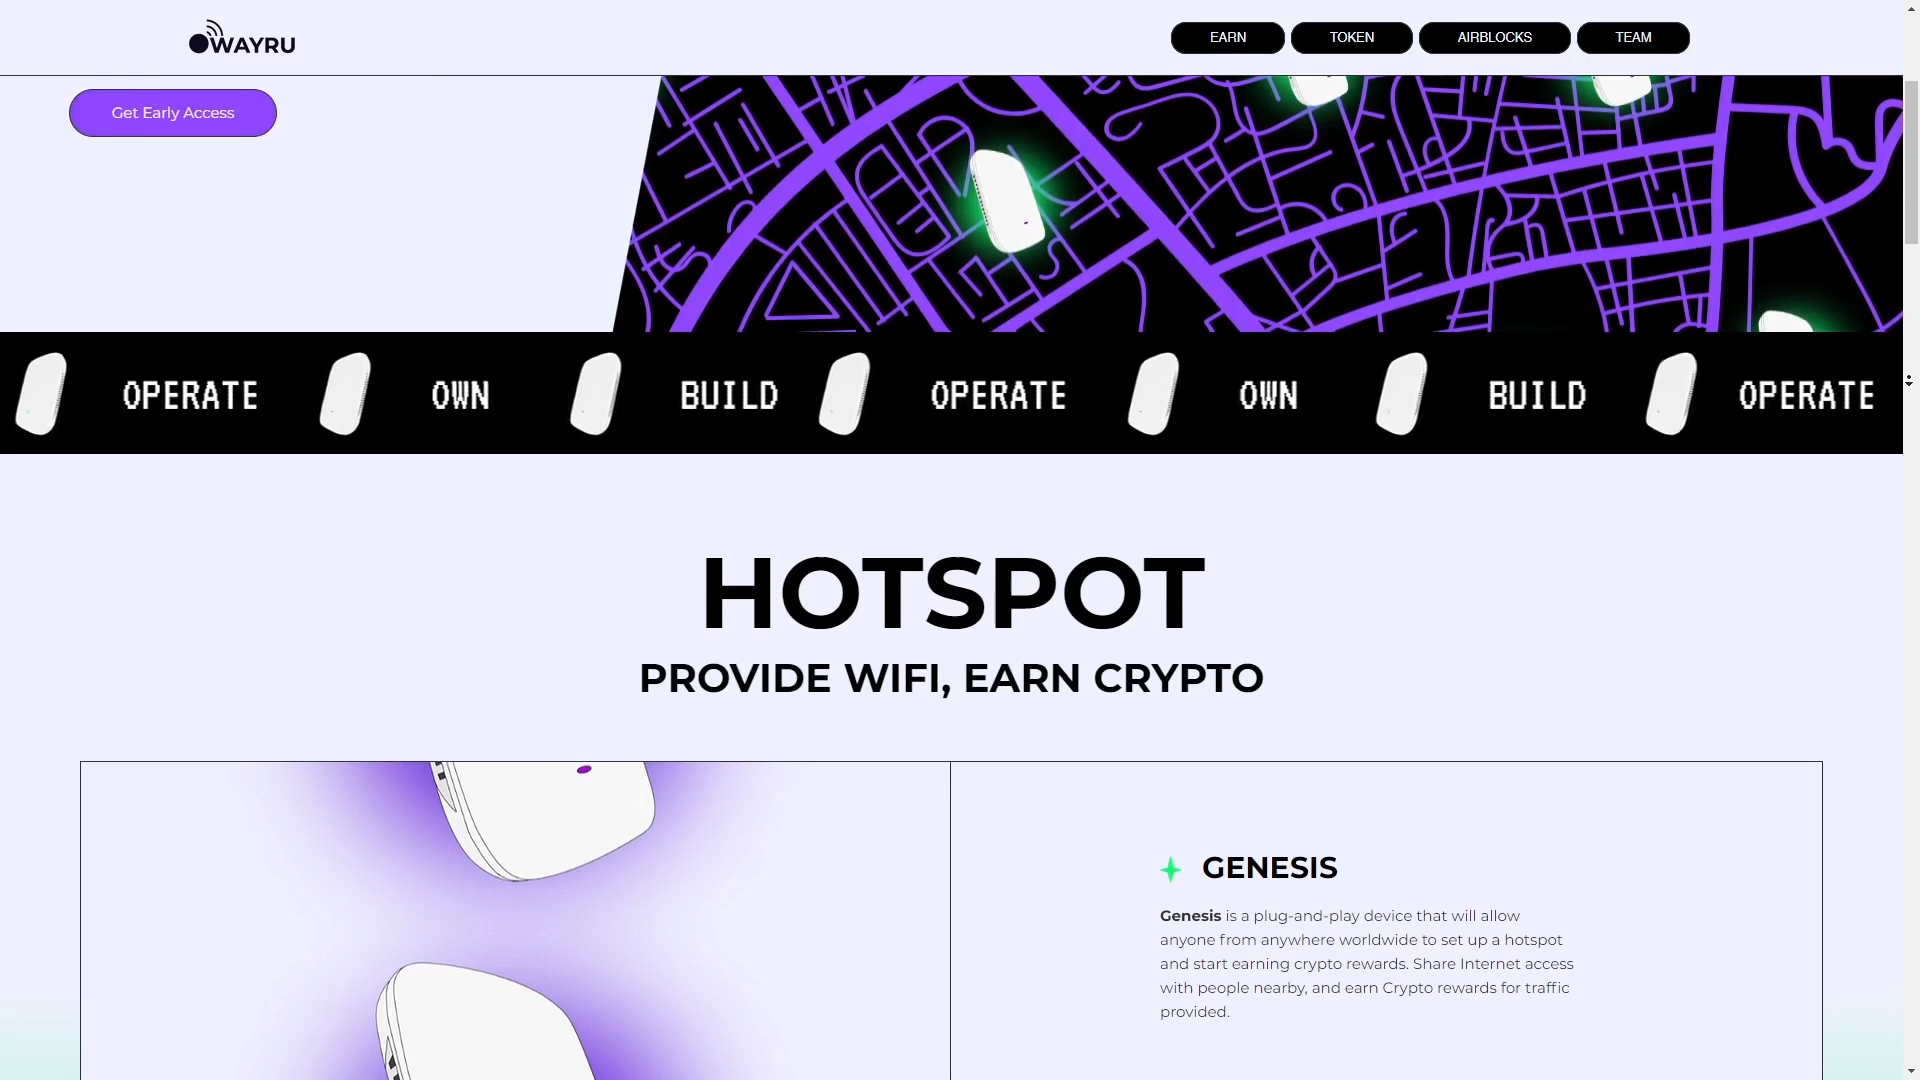 WAYRU
EARN
TOKEN
AIRBLOCKS
TEAM
Get Early Access
OPERATE OWN BUILD OPERATE OWN BUILD OPERATE
HOTSPOT
PROVIDE WIFI, EARN CRYPTO
GENESIS
Genesis is a plug-and-play device that will allow
anyone from anywhere worldwide to set up a hotspot
and start earning crypto rewards. Share Internet access
with people nearby, and earn Crypto rewards for traffic
provided.